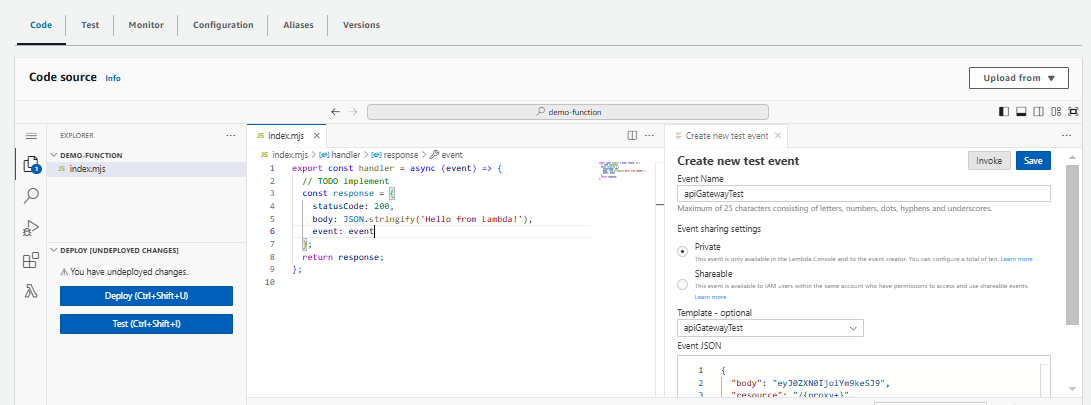 Code Test Monitor Configuration Aliases Versions
Code source Info
Upload from
demo-function
EXPLORER
DEMO-FUNCTION
JS index.mjs
DEPLOY [UNDEPLOYED CHANGES]
You have undeployed changes.
Deploy (Ctrl+Shift+U)
Test (Ctrl+Shift+I)
1
JS index.mjs
JS index.mjs > handler > response > event
1 export const handler = async (event) => {
2 // TODO implement
3 const response = {
4 statusCode: 200,
5 body: JSON.stringify('Hello from Lambda!'),
6 event: event
7 };
8 return response;
9 };
10
Create new test event
Create new test event
Invoke Save
Event Name
apiGatewayTest
Maximum of 25 characters consisting of letters, numbers, dots, hyphens and underscores.
Event sharing settings
Private
This event is only available in the Lambda Console and to the event creator. You can configure a total of ten. Learn more
Shareable
This event is available to IAM users within the same account who have permissions to access and use shareable events.
Learn more
Template - optional
apiGatewayTest
Event JSON
1 {
2 "body": "eyJ0ZXN0IjoiYm9keSJ9",
3 "resource": "/{proxy+}",